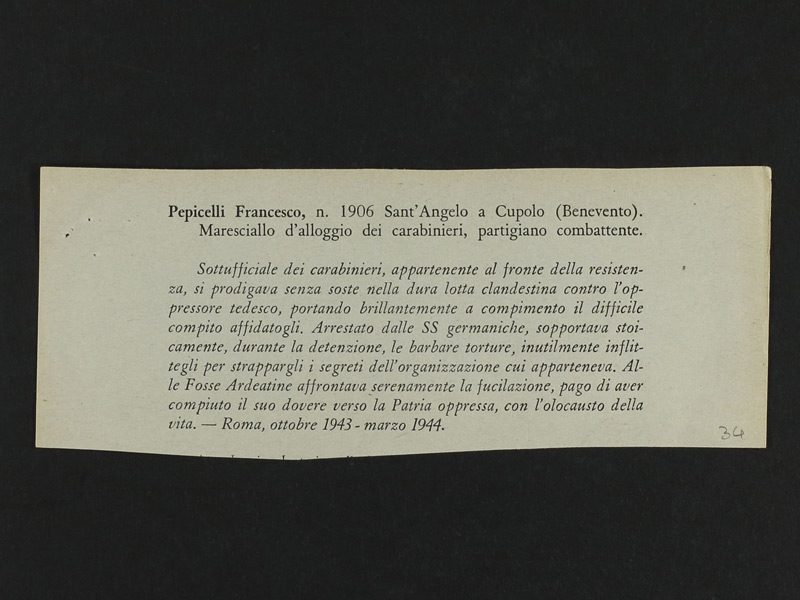 Pepicelli Francesco, n. 1906 Sant'Angelo a Cupolo (Benevento).
Maresciallo d'alloggio dei carabinieri, partigiano combattente.
Sottufficiale dei carabinieri, appartenente al fronte della resisten-
za, si prodigava senza soste nella dura lotta clandestina contro l'op-
pressore tedesco, portando brillantemente a compimento il difficile
compito affidatogli. Arrestato dalle SS germaniche, sopportava stoi-
camente, durante la detenzione, le barbare torture, inutilmente inflit-
tegli per strappargli i segreti dell'organizzazione cui apparteneva. Al-
le Fosse Ardeatine affrontava serenamente la fucilazione, pago di aver
compiuto il suo dovere verso la Patria oppressa, con l'olocausto della
vita. — Roma, ottobre 1943 - marzo 1944.
34